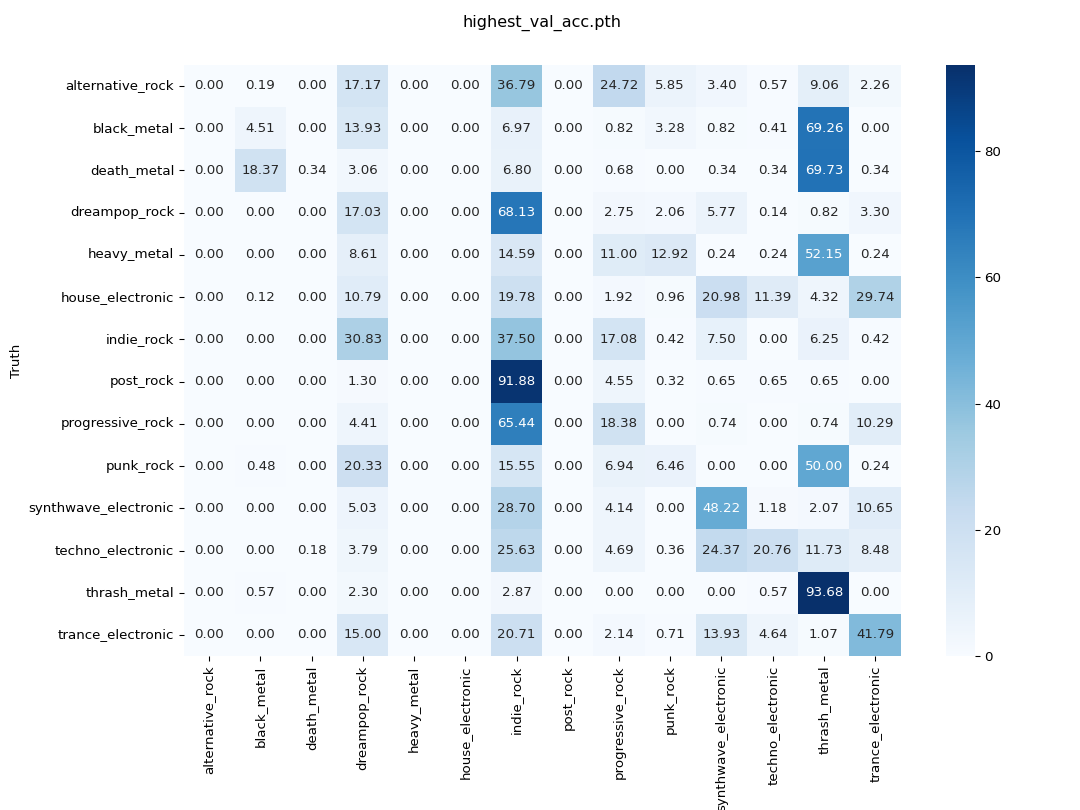 highest_val_acc.pth
alternative_rock 0.00 0.19 0.00 17.17 0.00 0.00 36.79 0.00 24.72 5.85 3.40 0.57 9.06 2.26
black_metal 0.00 4.51 0.00 13.93 0.00 0.00 6.97 0.00 0.82 3.28 0.82 0.41 69.26 0.00
80
death_metal 0.00 18.37 0.34 3.06 0.00 0.00 6.80 0.00 0.68 0.00 0.34 0.34 69.73 0.34
dreampop_rock 0.00 0.00 0.00 17.03 0.00 0.00 68.13 0.00 2.75 2.06 5.77 0.14 0.82 3.30
heavy_metal 0.00 0.00 0.00 8.61 0.00 0.00 14.59 0.00 11.00 12.92 0.24 0.24 52.15 0.24
60
house_electronic 0.00 0.12 0.00 10.79 0.00 0.00 19.78 0.00 1.92 0.96 20.98 11.39 4.32 29.74
indie_rock 0.00 0.00 0.00 30.83 0.00 0.00 37.50 0.00 17.08 0.42 7.50 0.00 6.25 0.42
Truth
post_rock 0.00 0.00 0.00 1.30 0.00 0.00 91.88 0.00 4.55 0.32 0.65 0.65 0.65 0.00
40
progressive_rock 0.00 0.00 0.00 4.41 0.00 0.00 65.44 0.00 18.38 0.00 0.74 0.00 0.74 10.29
punk_rock 0.00 0.48 0.00 20.33 0.00 0.00 15.55 0.00 6.94 6.46 0.00 0.00 50.00 0.24
synthwave_electronic 0.00 0.00 0.00 5.03 0.00 0.00 28.70 0.00 4.14 0.00 48.22 1.18 2.07 10.65
20
techno_electronic 0.00 0.00 0.18 3.79 0.00 0.00 25.63 0.00 4.69 0.36 24.37 20.76 11.73 8.48
thrash_metal 0.00 0.57 0.00 2.30 0.00 0.00 2.87 0.00 0.00 0.00 0.00 0.57 93.68 0.00
trance_electronic 0.00 0.00 0.00 15.00 0.00 0.00 20.71 0.00 2.14 0.71 13.93 4.64 1.07 41.79
0
alternative_rock
black_metal
death_metal
dreampop_rock
heavy_metal
house_electronic
indie_rock
post_rock
progressive_rock
punk_rock
synthwave_electronic
techno_electronic
thrash_metal
trance_electronic